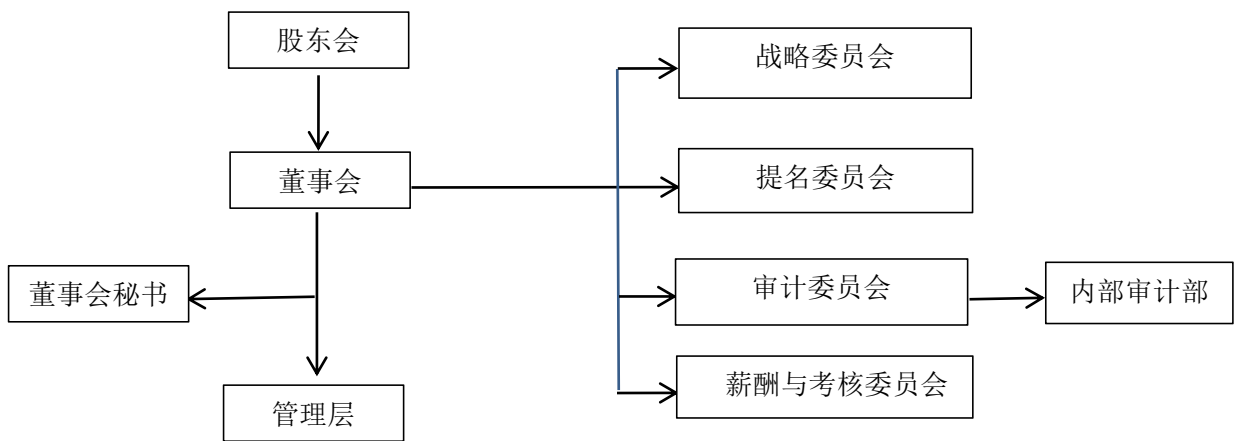 股东会
战略委员会
董事会
提名委员会
董事会秘书
审计委员会
内部审计部
管理层
薪酬与考核委员会